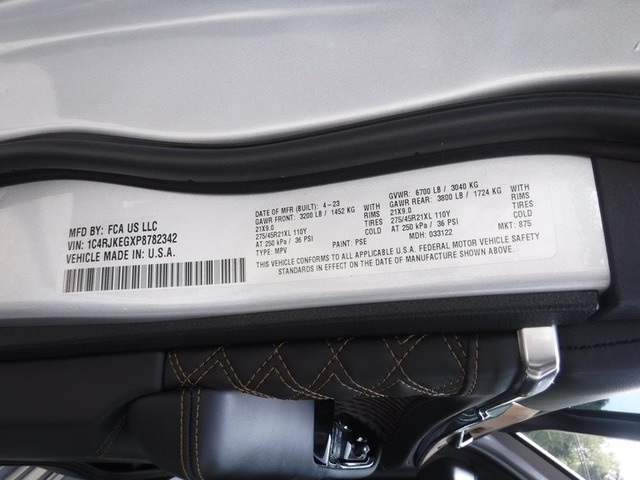 MFD BY: FCA US LLC
VIN: 1C4RJKEGXP8782342
VEHICLE MADE IN U.S.A.
DATE OF MFR (BUILT): 4-23
GAWR FRONT: 3200 LB / 1452 KG WITH
21X9.0 RIMS
275/45R21XL 110Y TIRES
AT 250 kPa / 36 PSI COLD
TYPE: MPV PAINT: PSE
GVWR: 6700 LB / 3040 KG
GAWR REAR: 3800 LB / 1724 KG WITH
21X9.0 RIMS
275/45R21XL 110Y TIRES
AT 250 kPa / 36 PSI COLD
MDH: 033122 MKT: 875
THIS VEHICLE CONFORMS TO ALL APPLICABLE U.S.A. FEDERAL MOTOR VEHICLE SAFETY
STANDARDS IN EFFECT ON THE DATE OF MANUFACTURE SHOWN ABOVE.